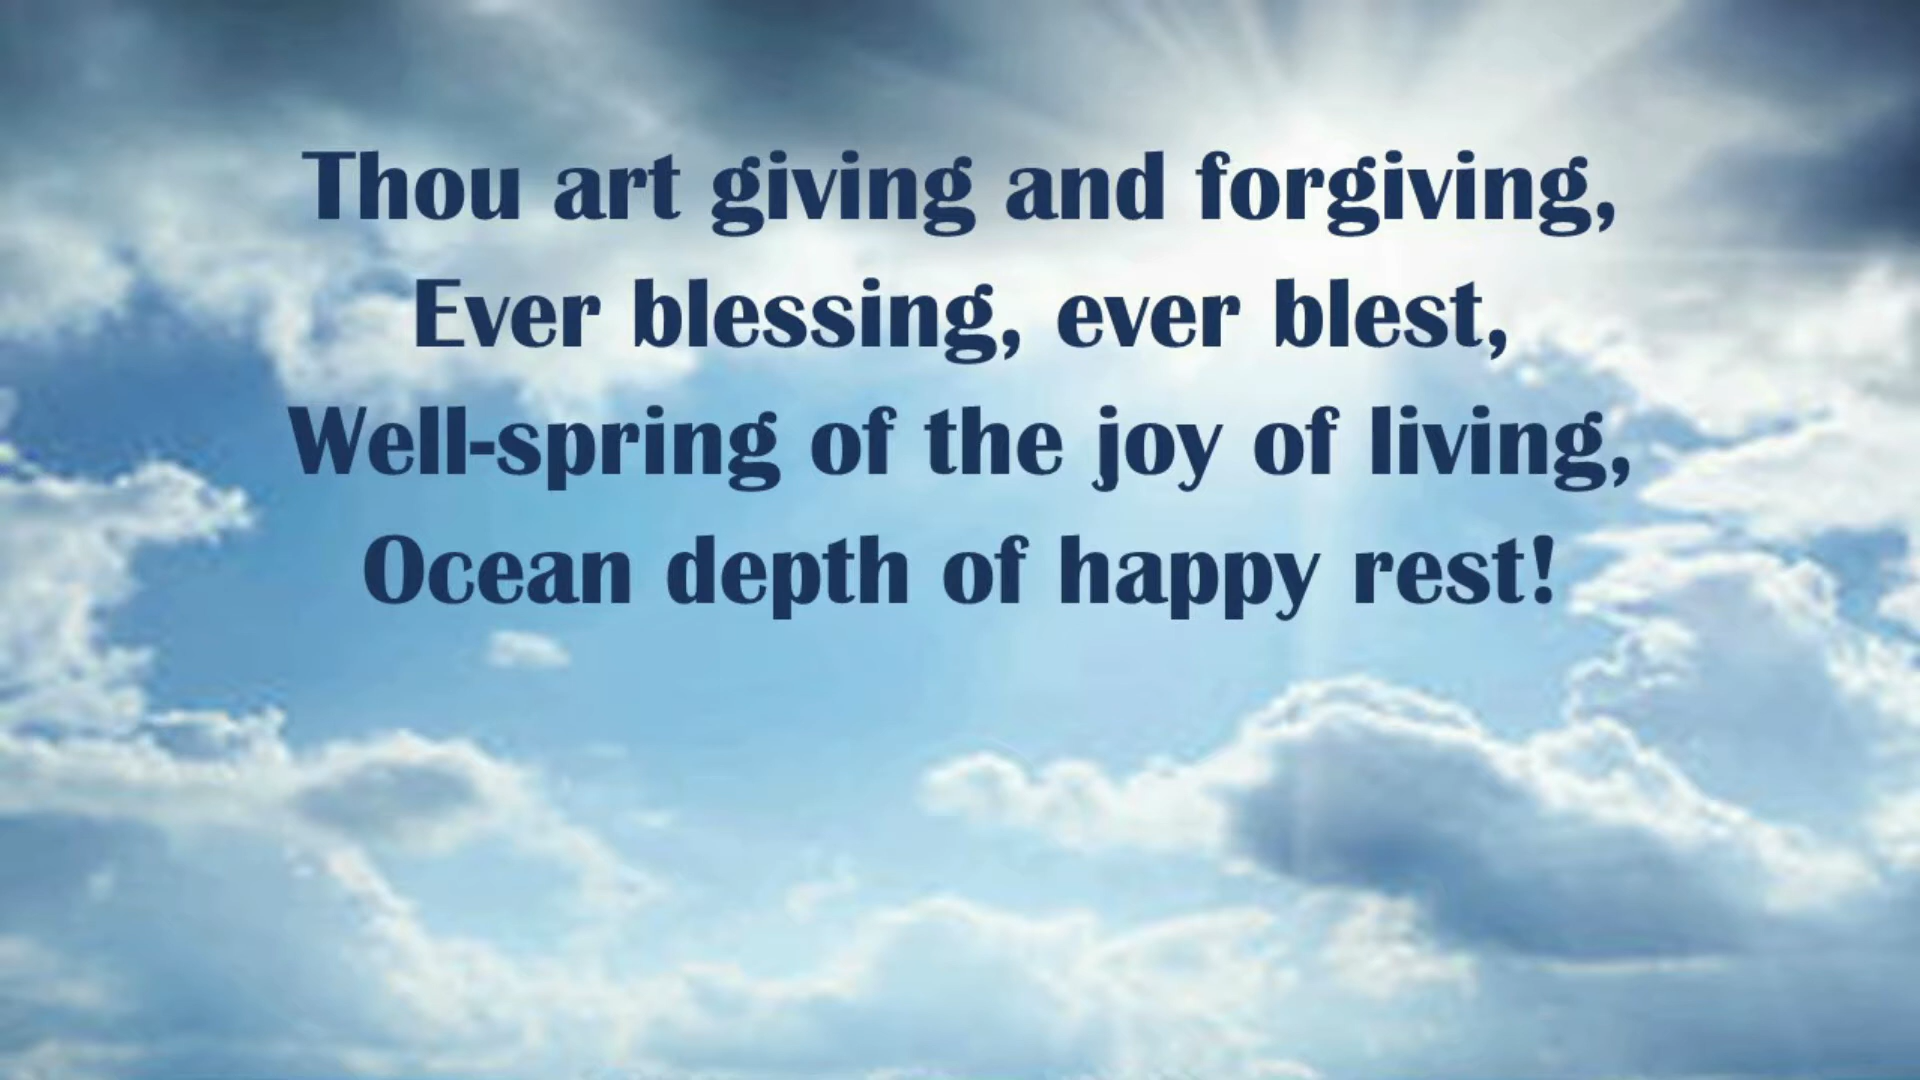 Thou art giving and forgiving,
Ever blessing, ever blest,
Well-spring of the joy of living,
Ocean depth of happy rest!